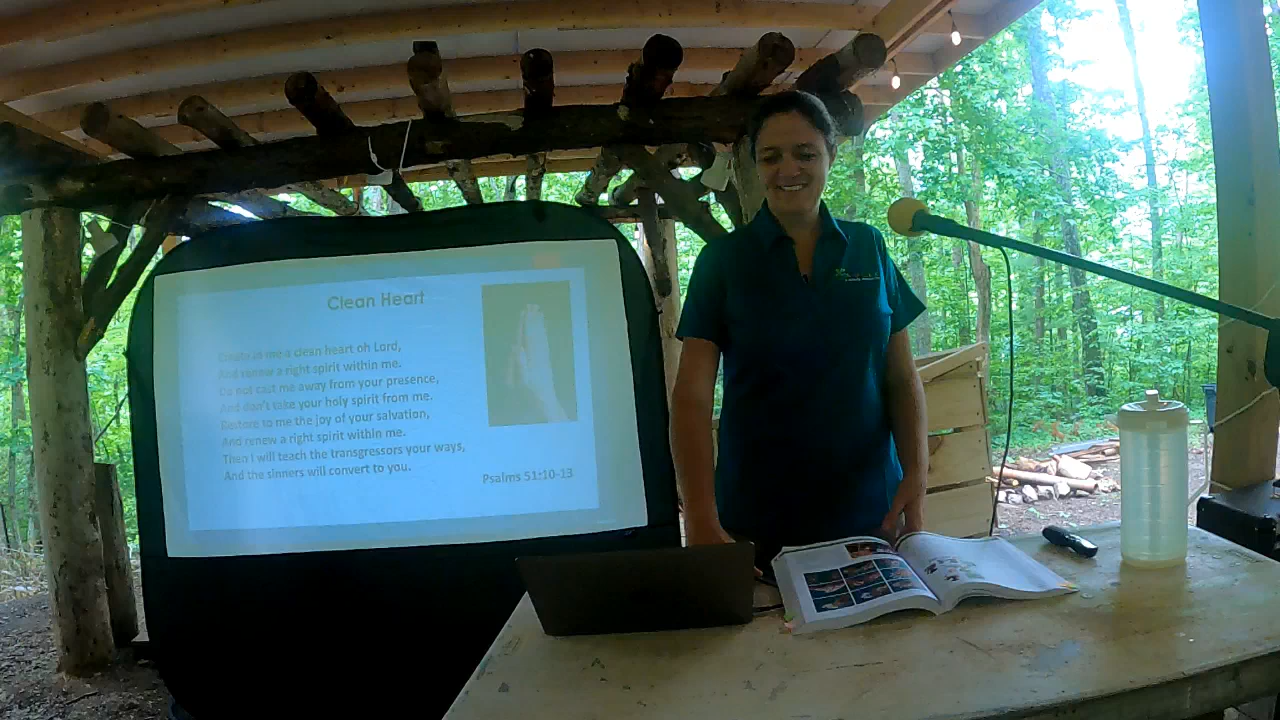 Clean Heart
Create in me a clean heart oh Lord,
And renew a right spirit within me.
Do not cast me away from your presence,
And don't take your holy spirit from me.
Restore to me the joy of your salvation,
And renew a right spirit within me.
Then I will teach the transgressors your ways,
And the sinners will convert to you.
Psalms 51:10-13